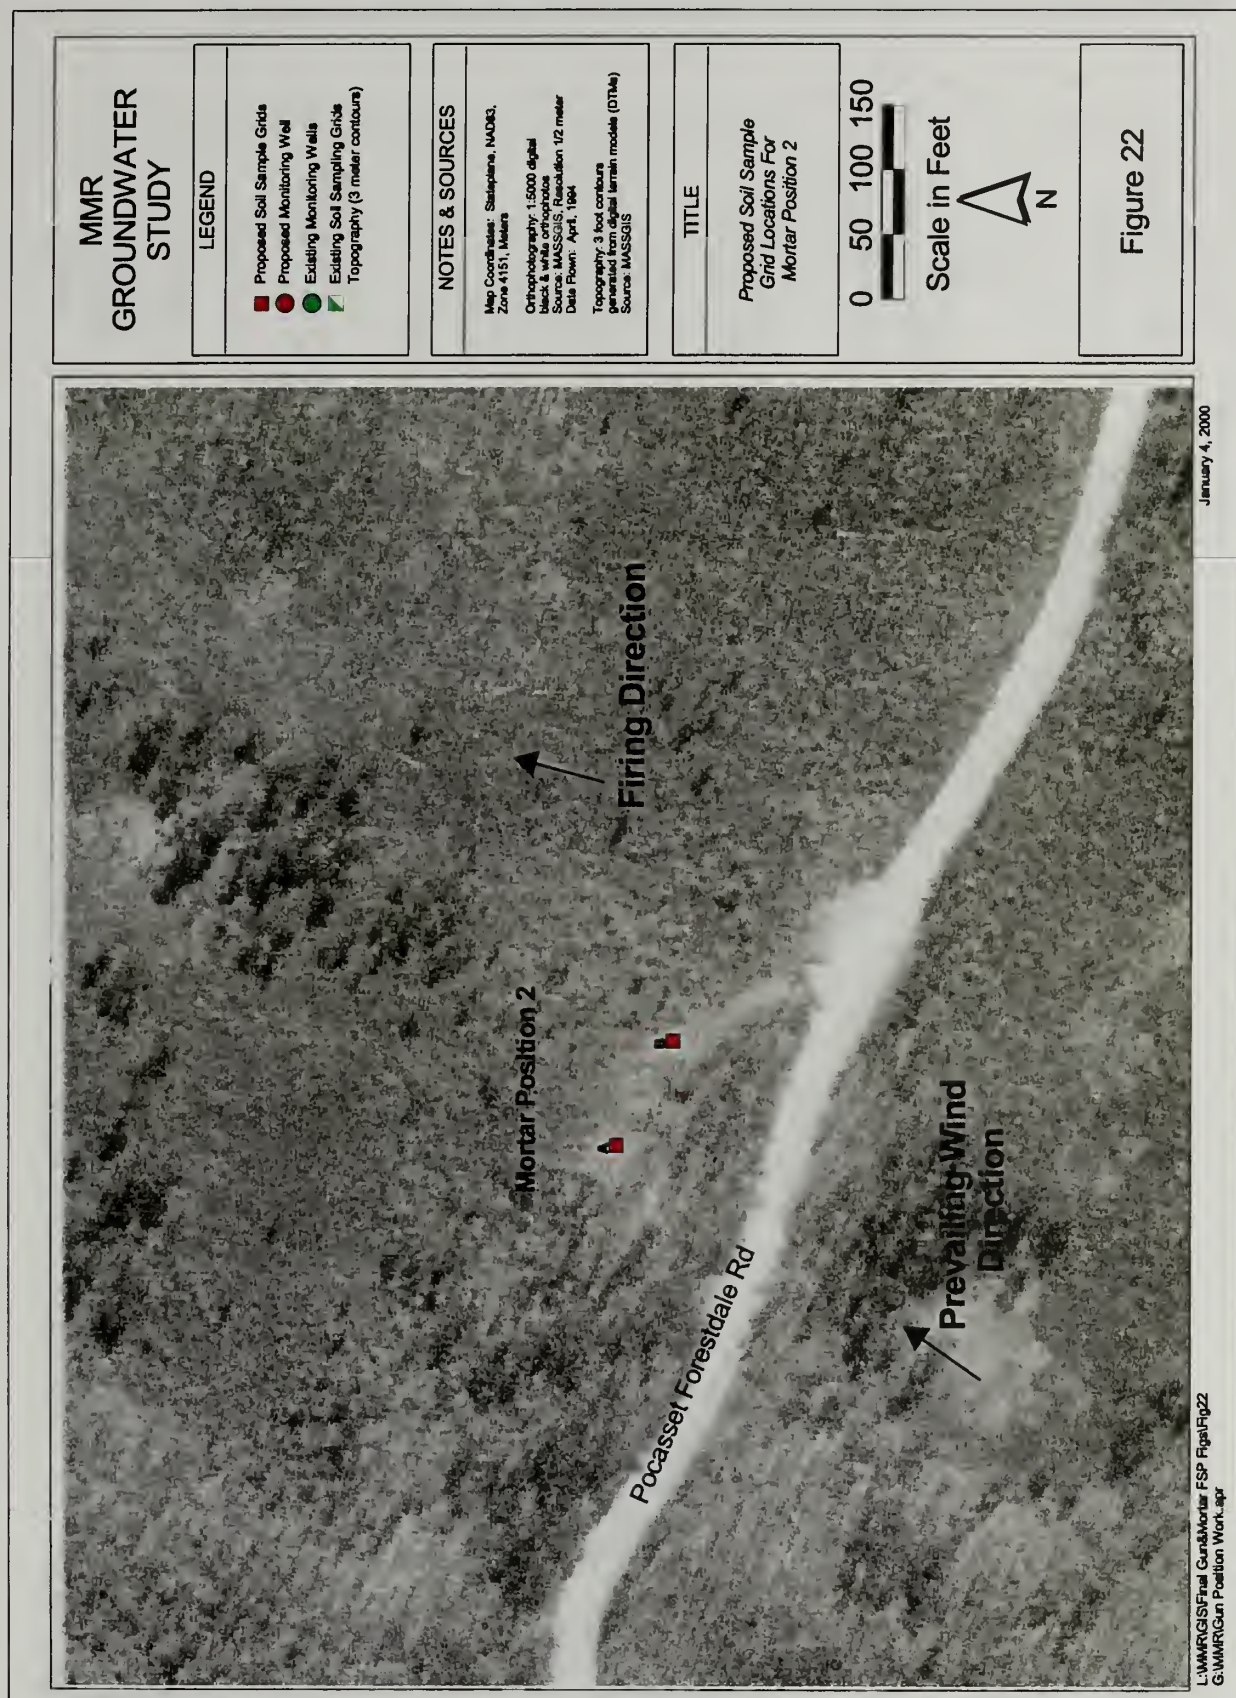 MMR
GROUNDWATER
STUDY
LEGEND
Proposed Soil Sample Grids
Proposed Monitoring Well
Existing Monitoring Wells
Existing Soil Sampling Grids
Topography (3 meter contours)
NOTES & SOURCES
Map Coordinates: Stateplane, NAD83,
Zone 4151, Meters
Orthophotography: 1:5000 digital
black & white orthophotos
Source: MASSGIS, Resolution 1/2 meter
Date Flown: April, 1994
Topography: 3 foot contours
generated from digital terrain models (DTMs)
Source: MASSGIS
TITLE
Proposed Soil Sample
Grid Locations For
Mortar Position 2
0 50 100 150
Scale in Feet
N
Figure 22
Firing Direction
Mortar Position 2
A
B
Pocasset Forestdale Rd
Prevailing Wind
Direction
January 4, 2000
L:\MMR\GIS\Final Gun&Mortar FSP Figs\Fig22
G:\MMR\Gun Position Work.apr